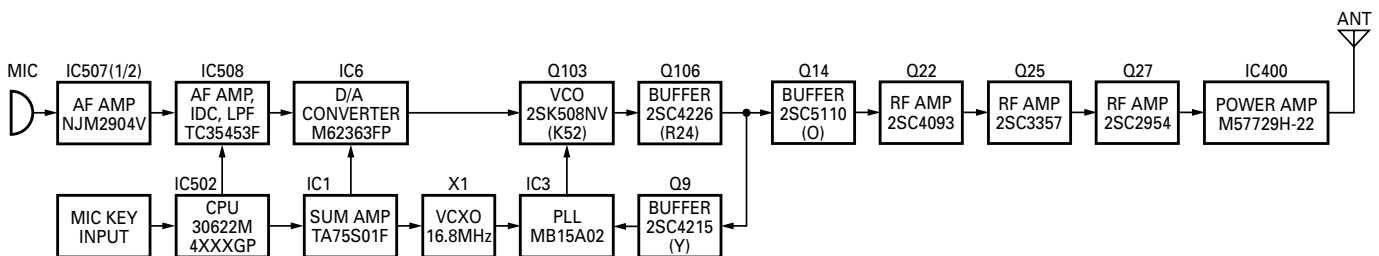 ANT
MIC
IC507(1/2)
AF AMP
NJM2904V
IC508
AF AMP,
IDC, LPF
TC35453F
IC6
D/A
CONVERTER
M62363FP
Q103
VCO
2SK508NV
(K52)
Q106
BUFFER
2SC4226
(R24)
Q14
BUFFER
2SC5110
(O)
Q22
RF AMP
2SC4093
Q25
RF AMP
2SC3357
Q27
RF AMP
2SC2954
IC400
POWER AMP
M57729H-22
MIC KEY
INPUT
IC502
CPU
30622M
4XXXGP
IC1
SUM AMP
TA75S01F
X1
VCXO
16.8MHz
IC3
PLL
MB15A02
Q9
BUFFER
2SC4215
(Y)